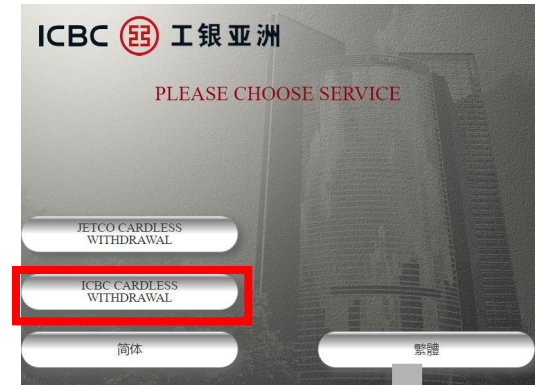 ICBC 工银亚洲
PLEASE CHOOSE SERVICE
JETCO CARDLESS
WITHDRAWAL
ICBC CARDLESS
WITHDRAWAL
简体
繁體